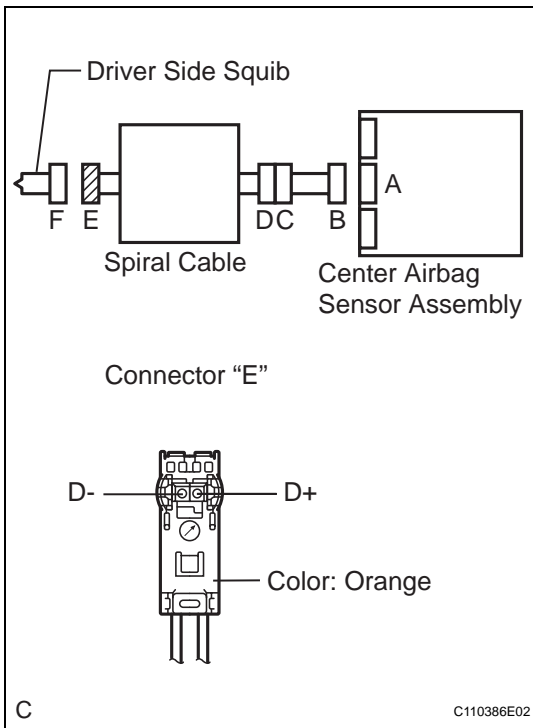 Driver Side Squib
F E D C B A
Spiral Cable
Center Airbag
Sensor Assembly
Connector “E”
D- D+
Color: Orange
C C110386E02